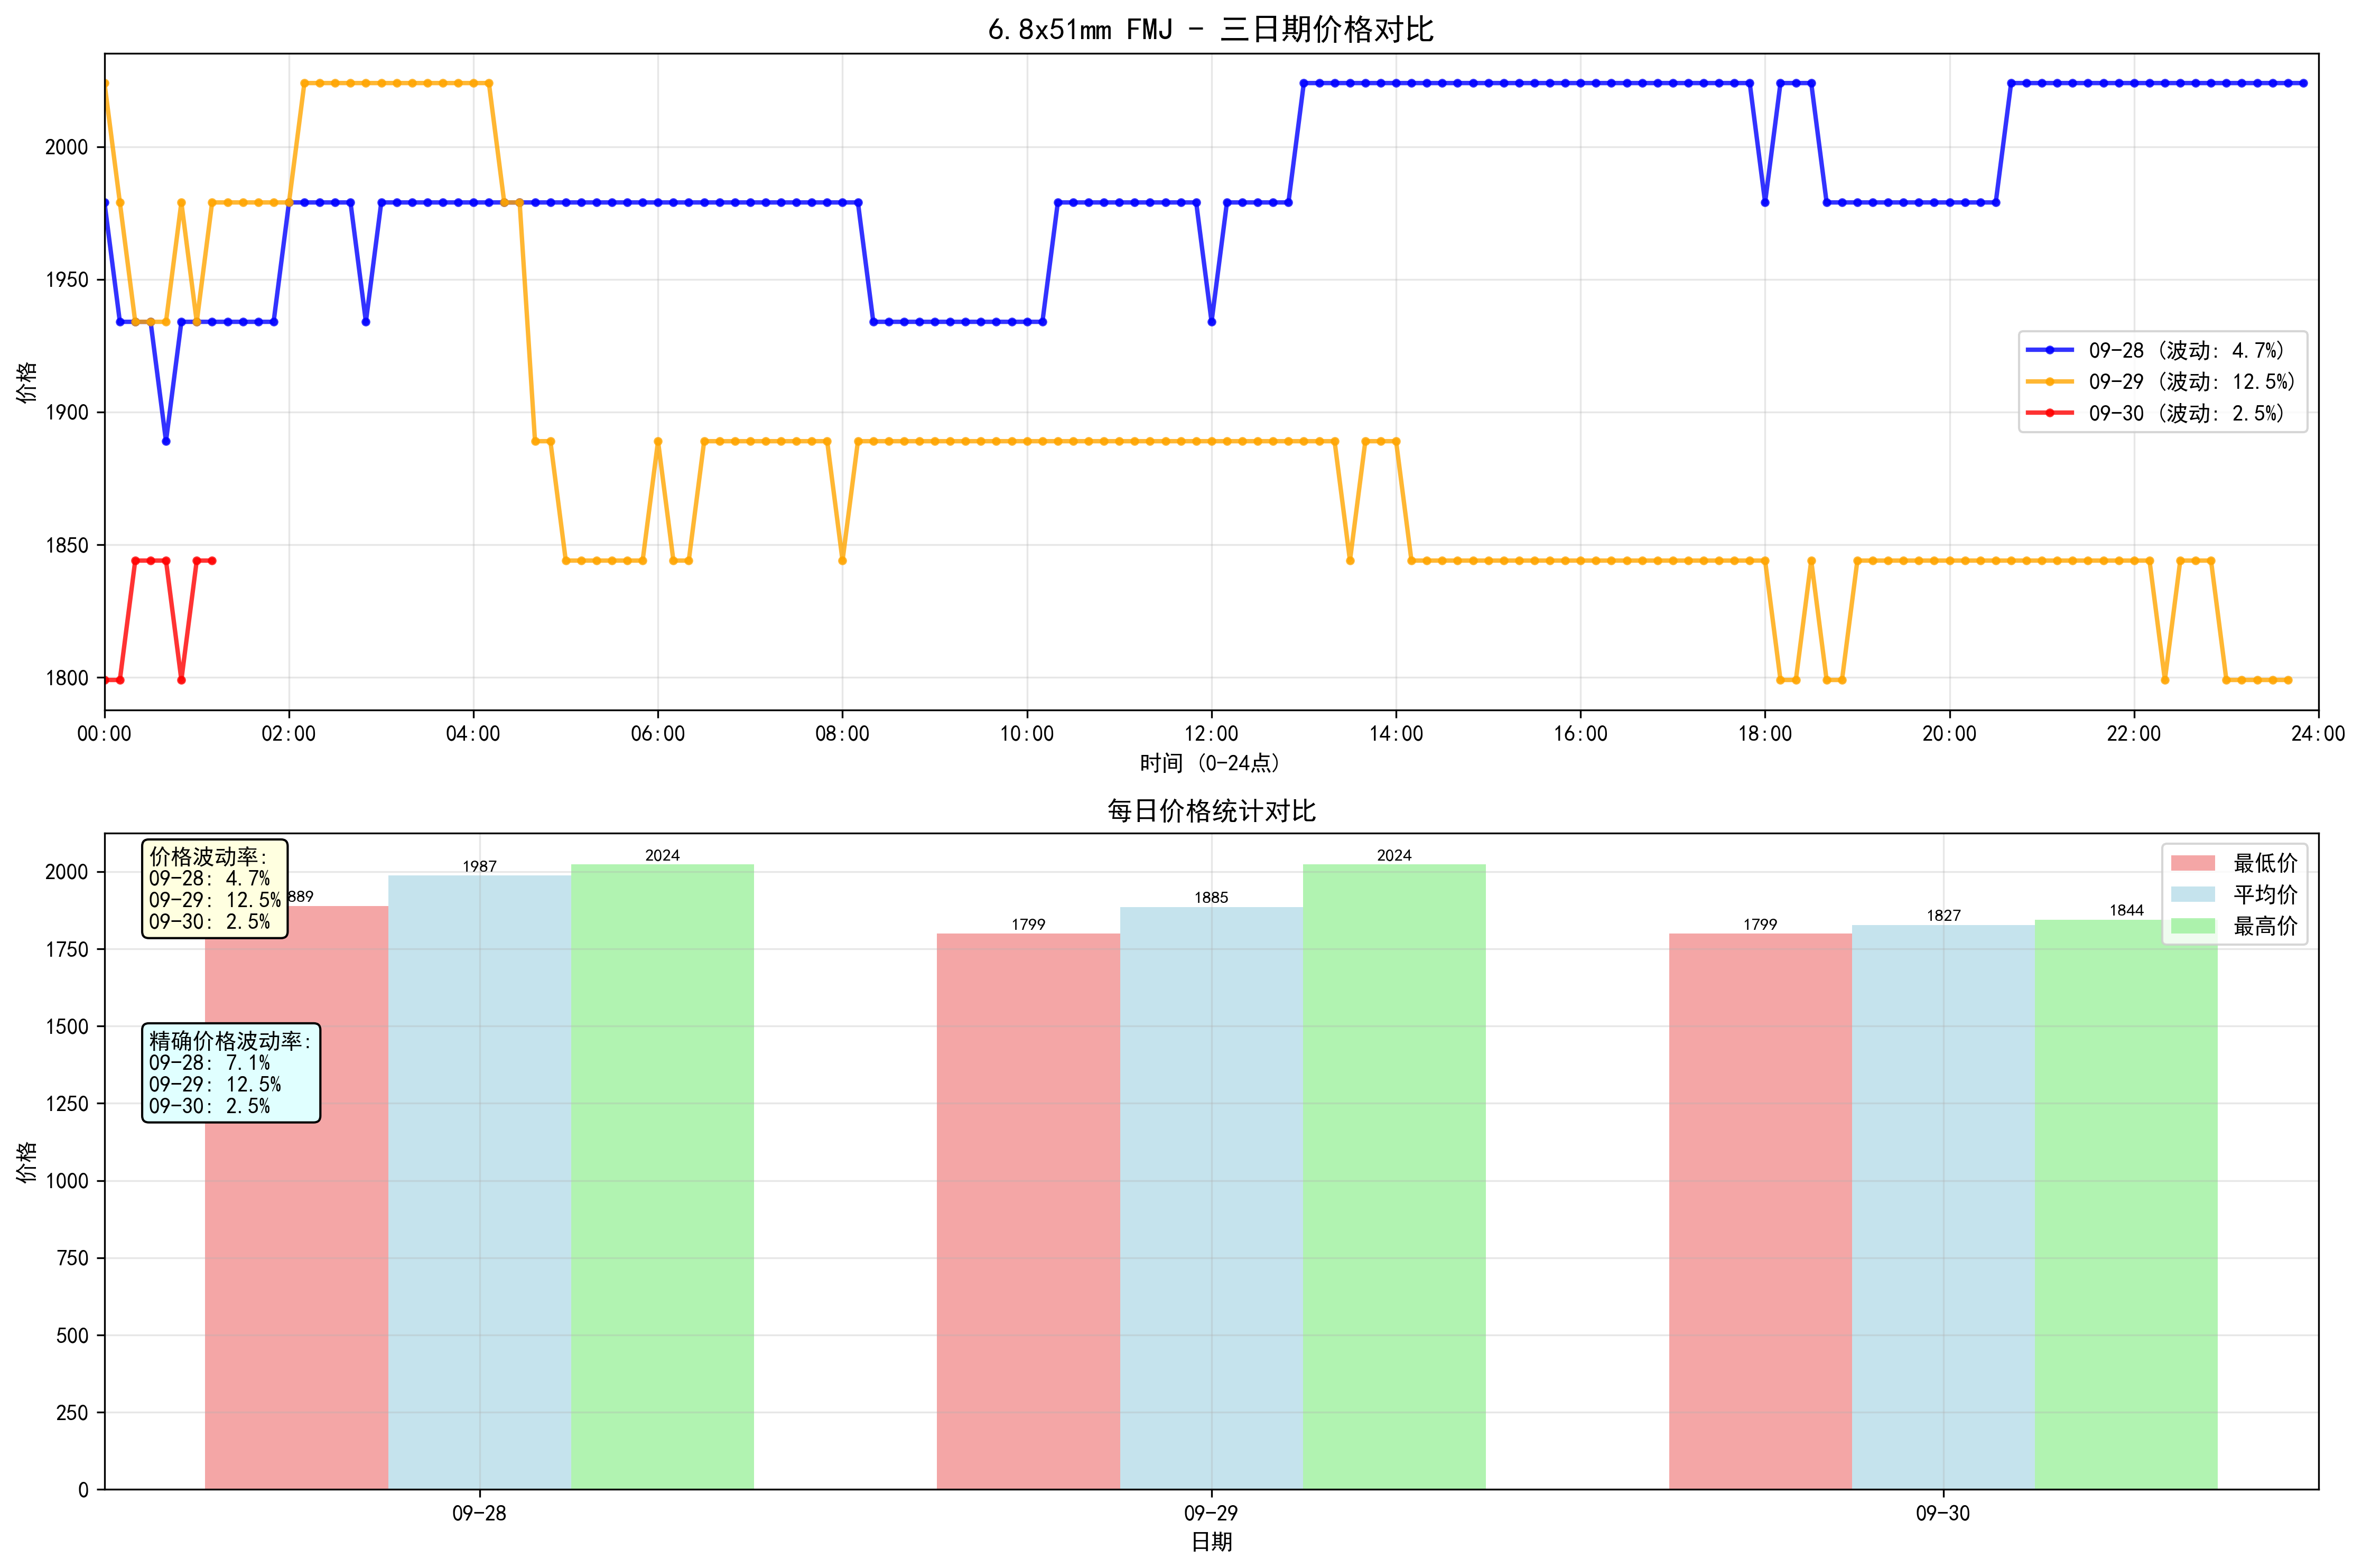 6.8x51mm FMJ - 三日期价格对比
价格
2000
1950
1900
1850
1800
09-28 (波动: 4.7%)
09-29 (波动: 12.5%)
09-30 (波动: 2.5%)
00:00 02:00 04:00 06:00 08:00 10:00 12:00 14:00 16:00 18:00 20:00 22:00 24:00
时间 (0-24点)
每日价格统计对比
价格
2000
1750
1500
1250
1000
750
500
250
0
价格波动率:
09-28: 4.7%
09-29: 12.5%
09-30: 2.5%
精确价格波动率:
09-28: 7.1%
09-29: 12.5%
09-30: 2.5%
889 1987 2024
1799 1885 2024
1799 1827 1844
最低价
平均价
最高价
09-28 09-29 09-30
日期